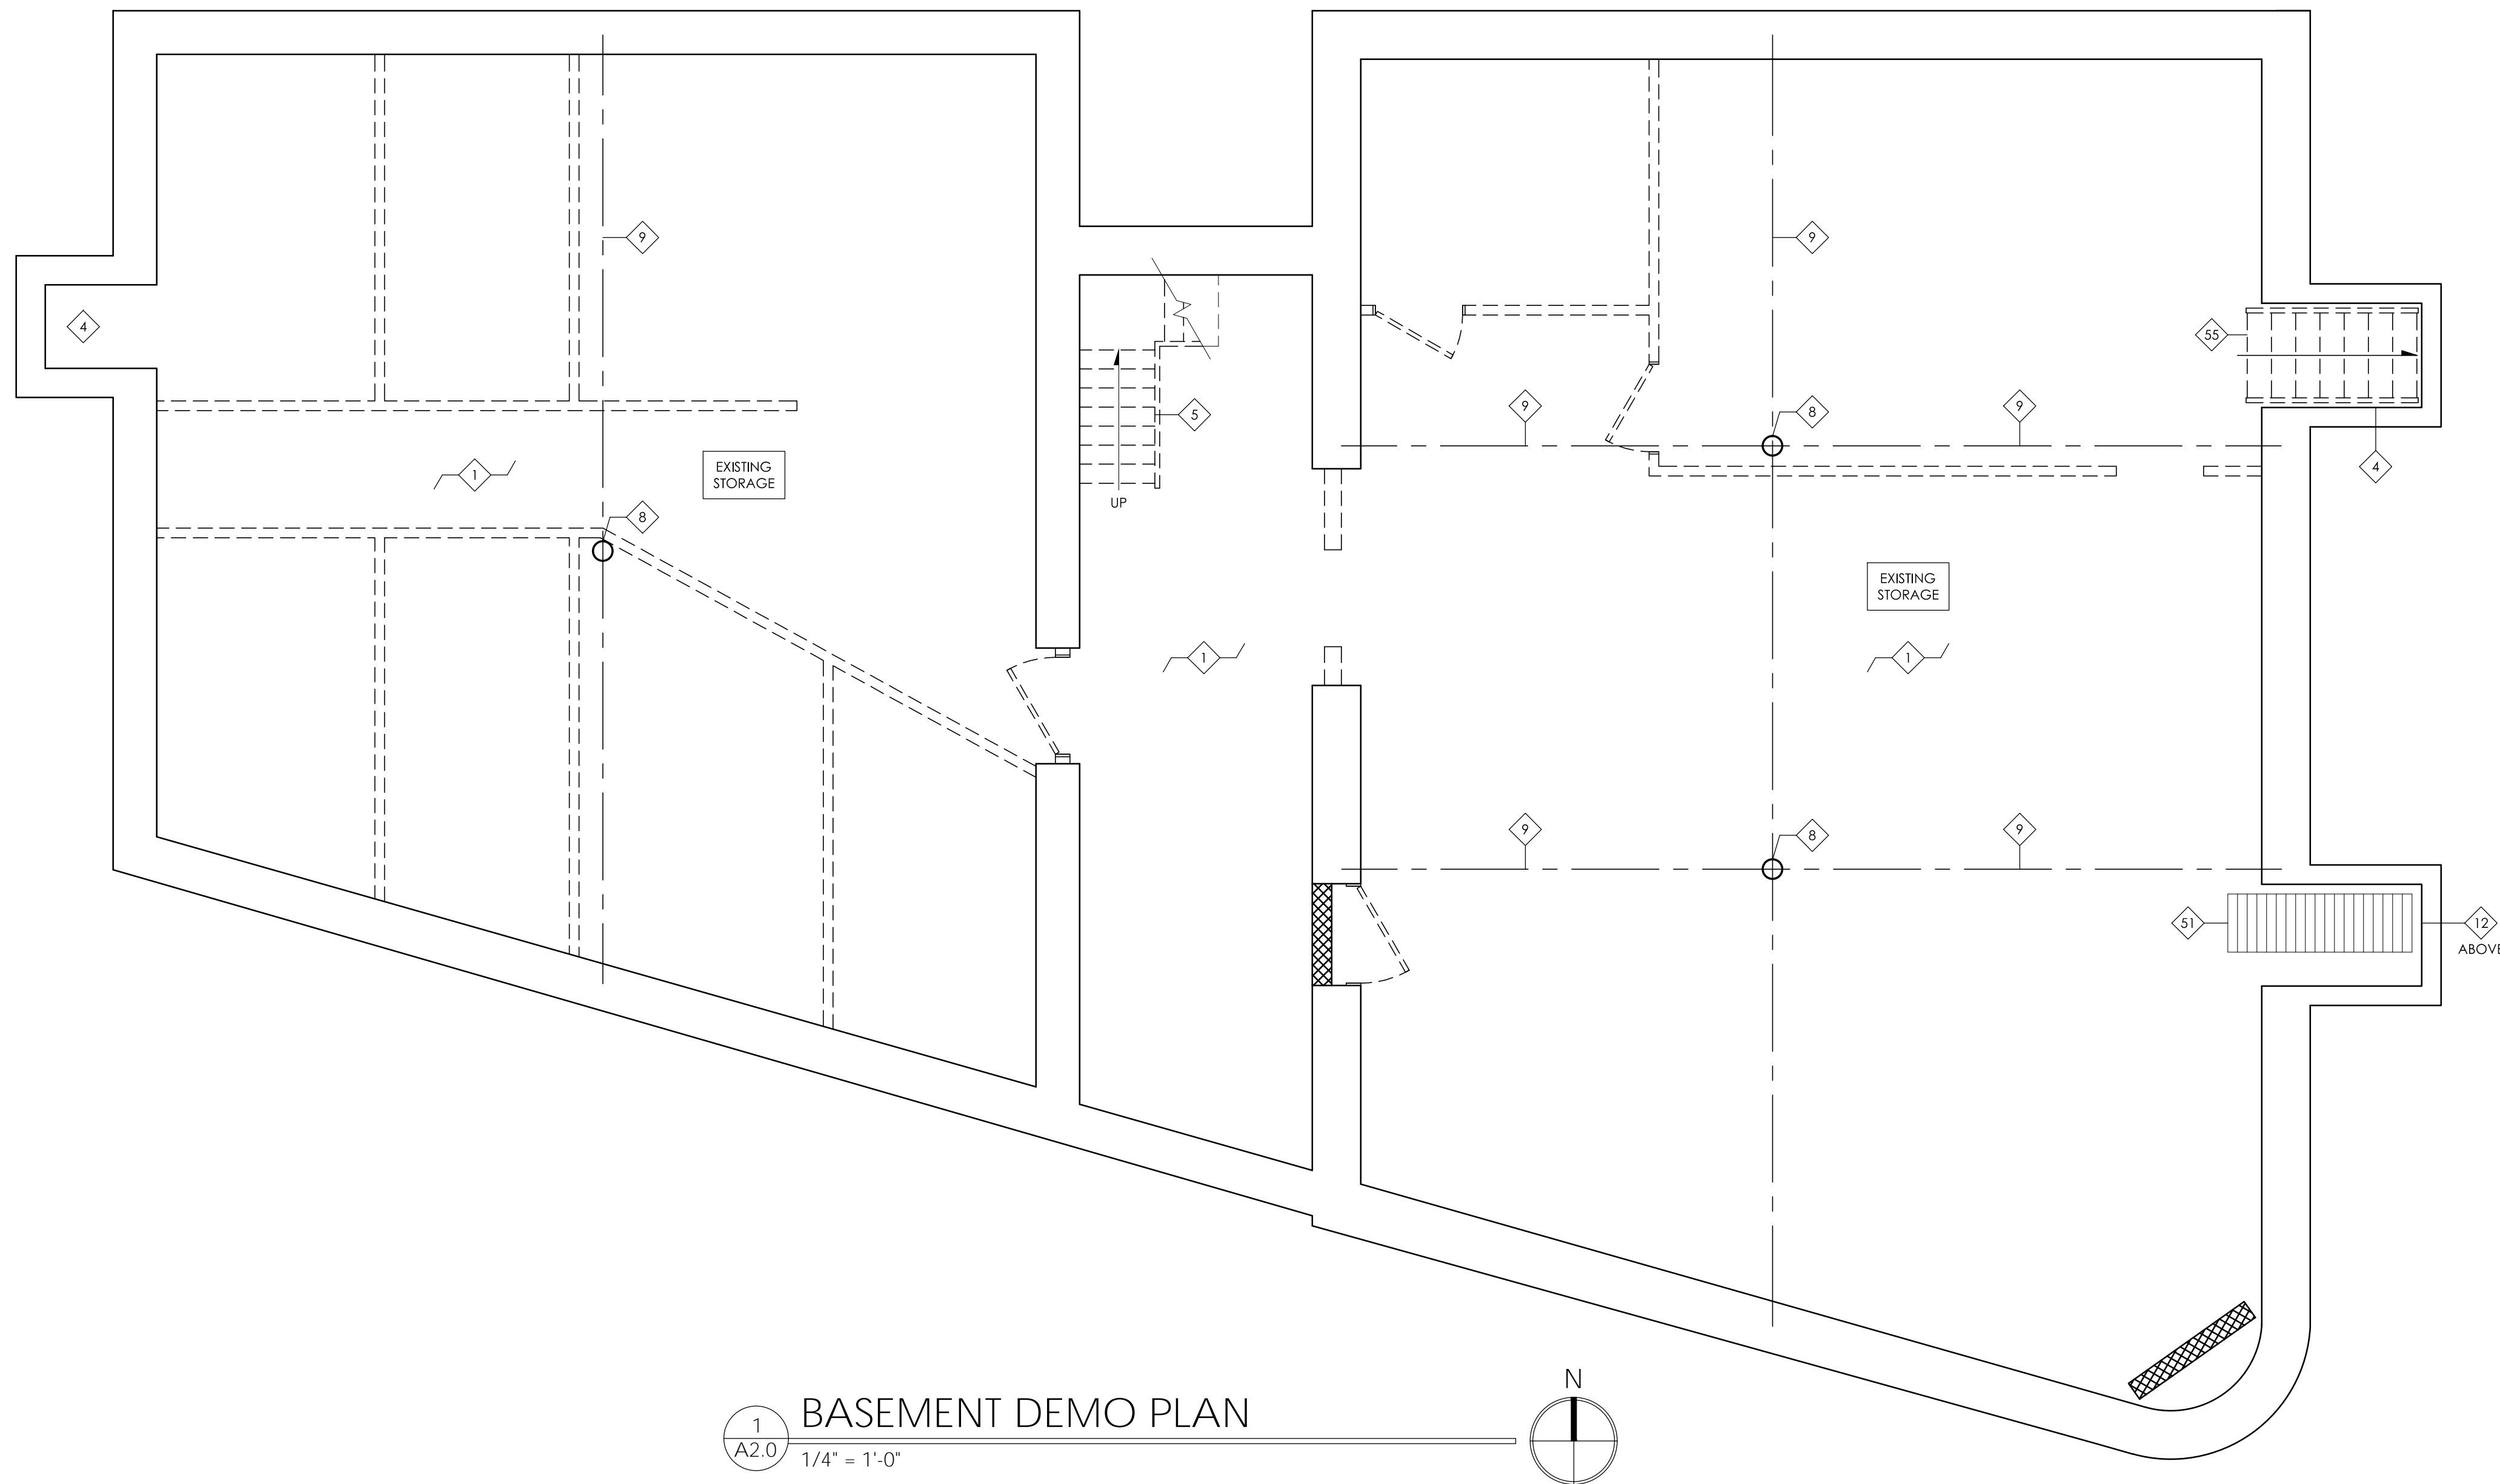 9
9
4
55
9
8
9
5
4
1
EXISTING
STORAGE
UP
8
EXISTING
STORAGE
1
1
9
8
9
51
12
N
1
A2.0
BASEMENT DEMO PLAN
1/4" = 1'-0"